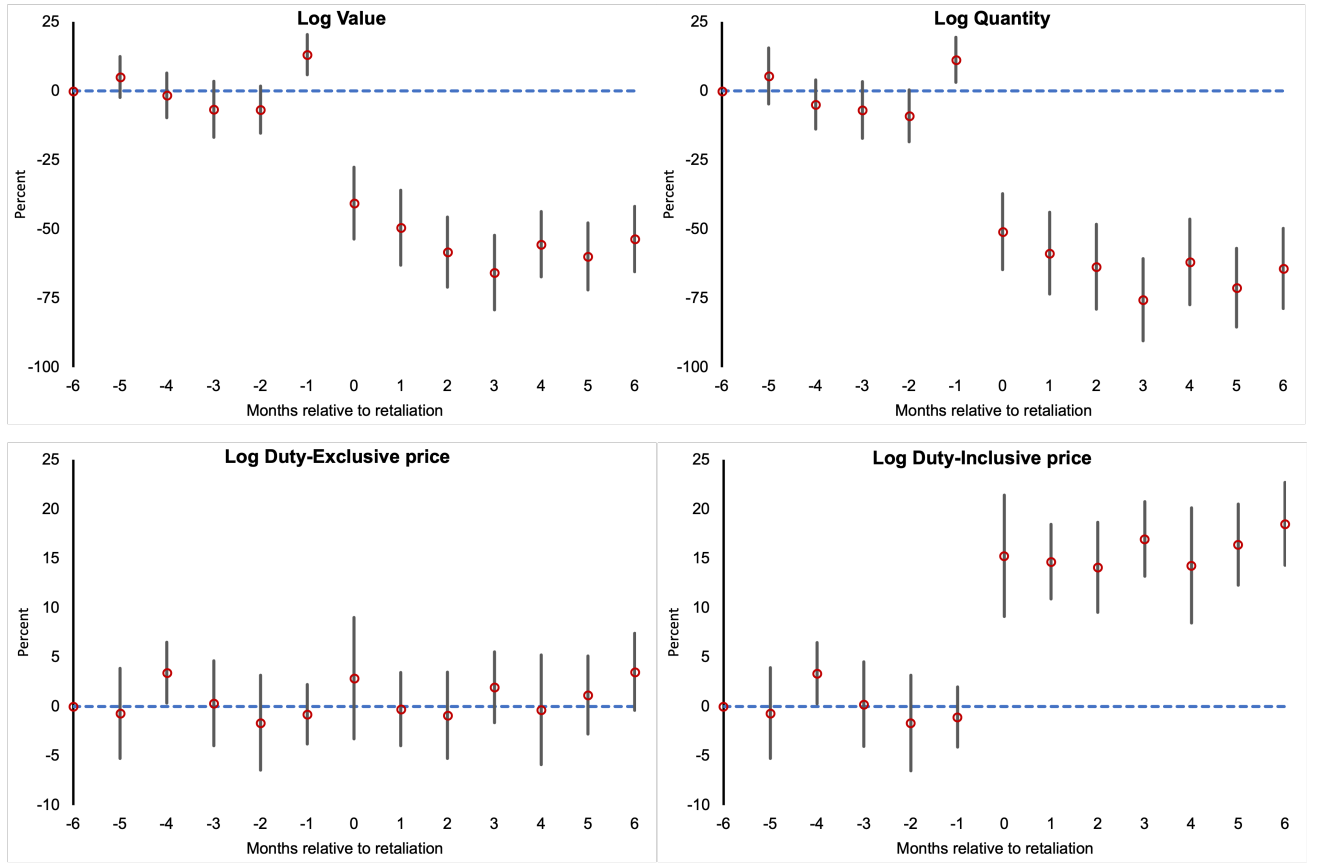 Log Value
25
0
-25
-50
-75
-100
Percent
-6 -5 -4 -3 -2 -1 0 1 2 3 4 5 6
Months relative to retaliation
Log Quantity
25
0
-25
-50
-75
-100
Percent
-6 -5 -4 -3 -2 -1 0 1 2 3 4 5 6
Months relative to retaliation
Log Duty-Exclusive price
25
20
15
10
5
0
-5
-10
Percent
-6 -5 -4 -3 -2 -1 0 1 2 3 4 5 6
Months relative to retaliation
Log Duty-Inclusive price
25
20
15
10
5
0
-5
-10
Percent
-6 -5 -4 -3 -2 -1 0 1 2 3 4 5 6
Months relative to retaliation